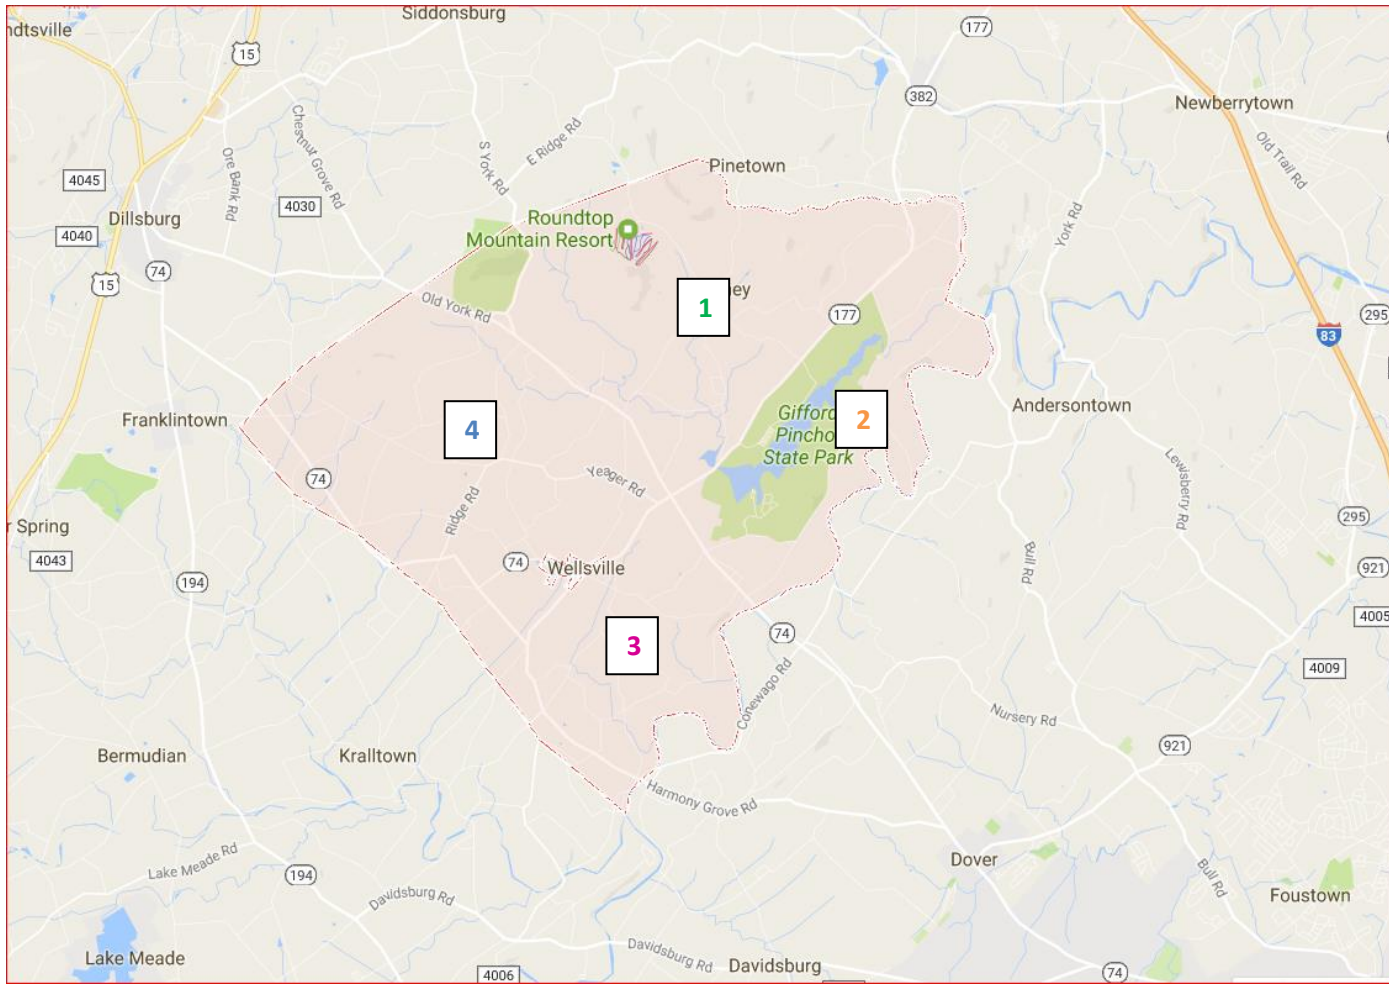 Siddonsburg
ndtsville
177
15
382
Newberrytown
Old Trail Rd
Chestnut Grove Rd
Ore Bank Rd
S York Rd
E Ridge Rd
Pinetown
4045
4030
Dillsburg
York Rd
Roundtop
Mountain Resort
4040
74
15
1
ney
Old York Rd
177
295
83
Franklintown
4
2
Gifford
Pincho
State Park
Andersontown
74
Yeager Rd
Ridge Rd
Lewisberry Rd
r Spring
295
4043
74
Wellsville
Bull Rd
921
194
4005
3
74
4009
Conewago Rd
Nursery Rd
921
Bermudian
Kralltown
Harmony Grove Rd
Lake Meade Rd
Dover
194
Bull Rd
Davidsburg Rd
Foustown
Lake Meade
Davidsburg Rd
Davidsburg
4006
74